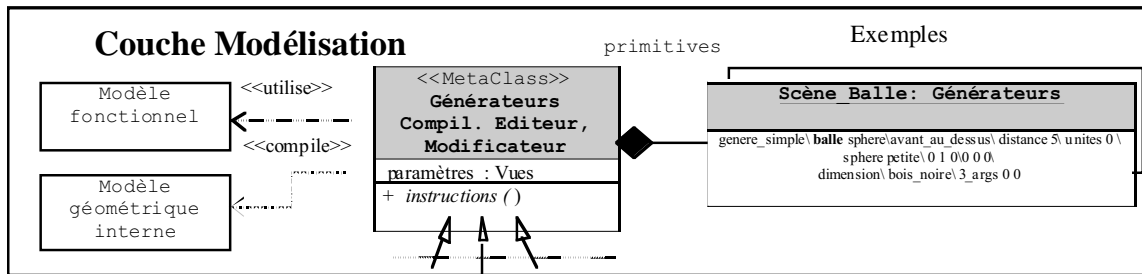 Couche Modélisation
primitives
Exemples
Modèle
fonctionnel
<<utilise>>
<<compile>>
Modèle
géométrique
interne
<<MetaClass>>
Générateurs
Compil. Editeur,
Modificateur
paramètres : Vues
+ instructions ()
Scène_Balle: Générateurs
genere_simple\ balle sphere\avant_au_dessus\ distance 5\ unites 0 \
sphere petite\ 0 1 0\0 0 0\
dimension\ bois_noire\ 3_args 0 0